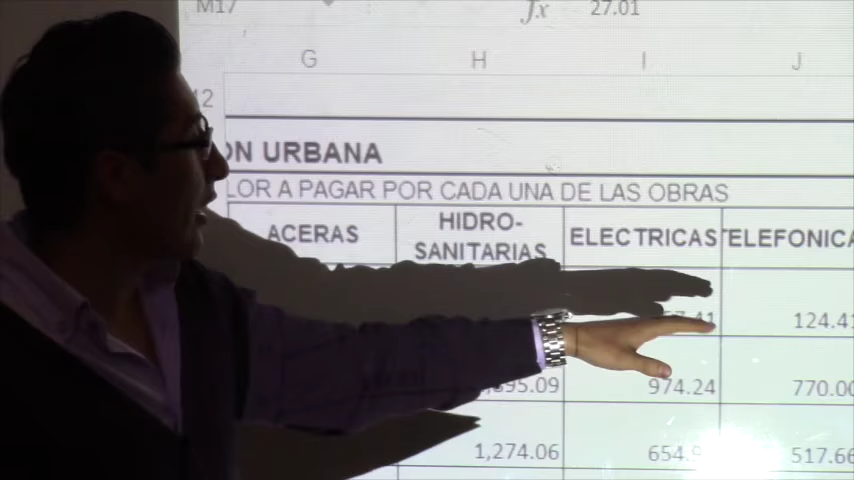 M17 fx 27.01
G H I J
12
ON URBANA
LOR A PAGAR POR CADA UNA DE LAS OBRAS
ACERAS HIDRO-SANITARIAS ELECTRICAS TELEFONICA
124.41
974.24 770.00
1,274.06 517.66